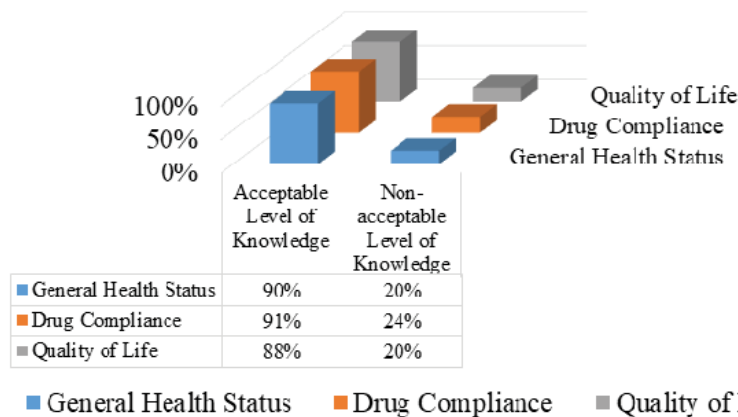 100%
50%
0%
Quality of Life
Drug Compliance
General Health Status
Acceptable
Level of
Knowledge
Non-
acceptable
Level of
Knowledge
General Health Status 90% 20%
Drug Compliance 91% 24%
Quality of Life 88% 20%
General Health Status Drug Compliance Quality of